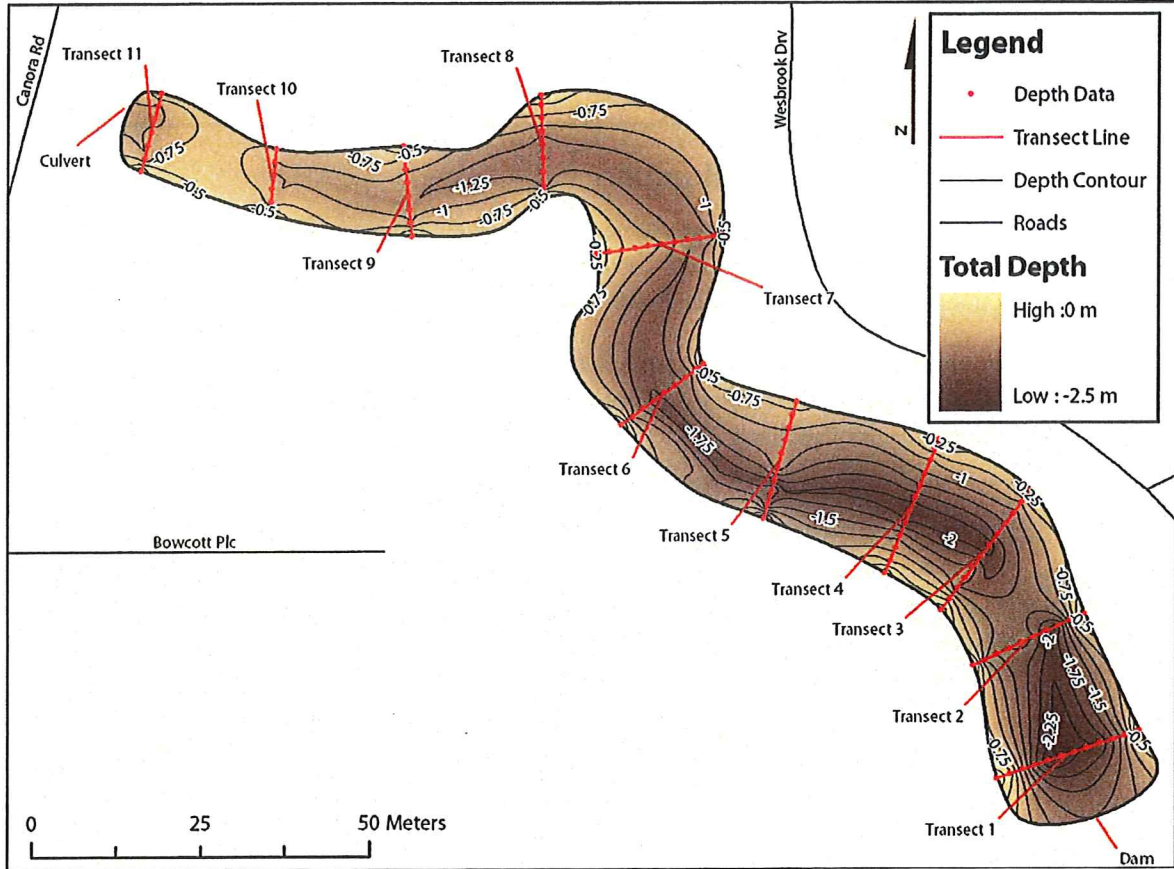 Canora Rd
Transect 11
Transect 10
Transect 8
Wesbrook Drv
Culvert
Transect 9
Transect 7
Transect 6
Transect 5
Transect 4
Transect 3
Transect 2
Transect 1
Dam
Bowcott Plc
-0.75
-0.5
-0.5
-0.75
-0.5
-1.25
-1
-0.75
-0.5
-0.75
-1
-0.5
-0.25
-0.75
-0.5
-0.75
-1.75
-1.5
-0.25
-1
-2
-0.25
-0.75
-0.5
-2
-1.75
-1.5
-0.5
-2.25
-0.75
N
Legend
Depth Data
Transect Line
Depth Contour
Roads
Total Depth
High :0 m
Low : -2.5 m
0 25 50 Meters